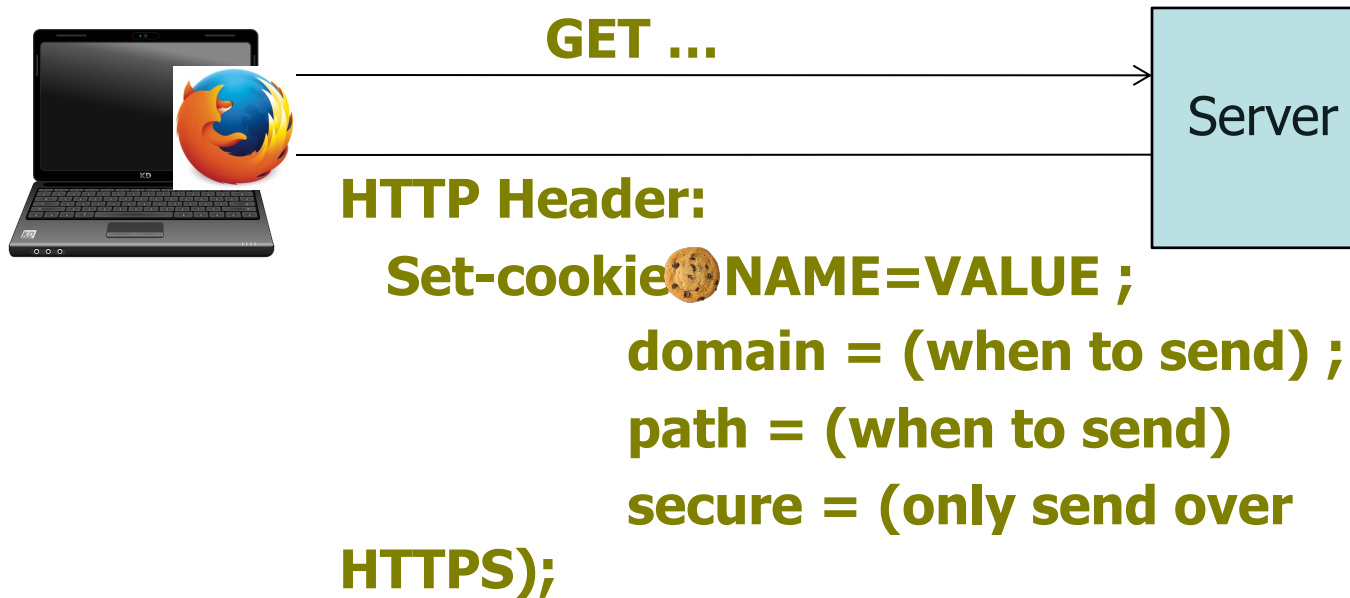 GET ...
Server
KD
HTTP Header:
Set-cookie NAME=VALUE ;
domain = (when to send) ;
path = (when to send)
secure = (only send over
HTTPS);